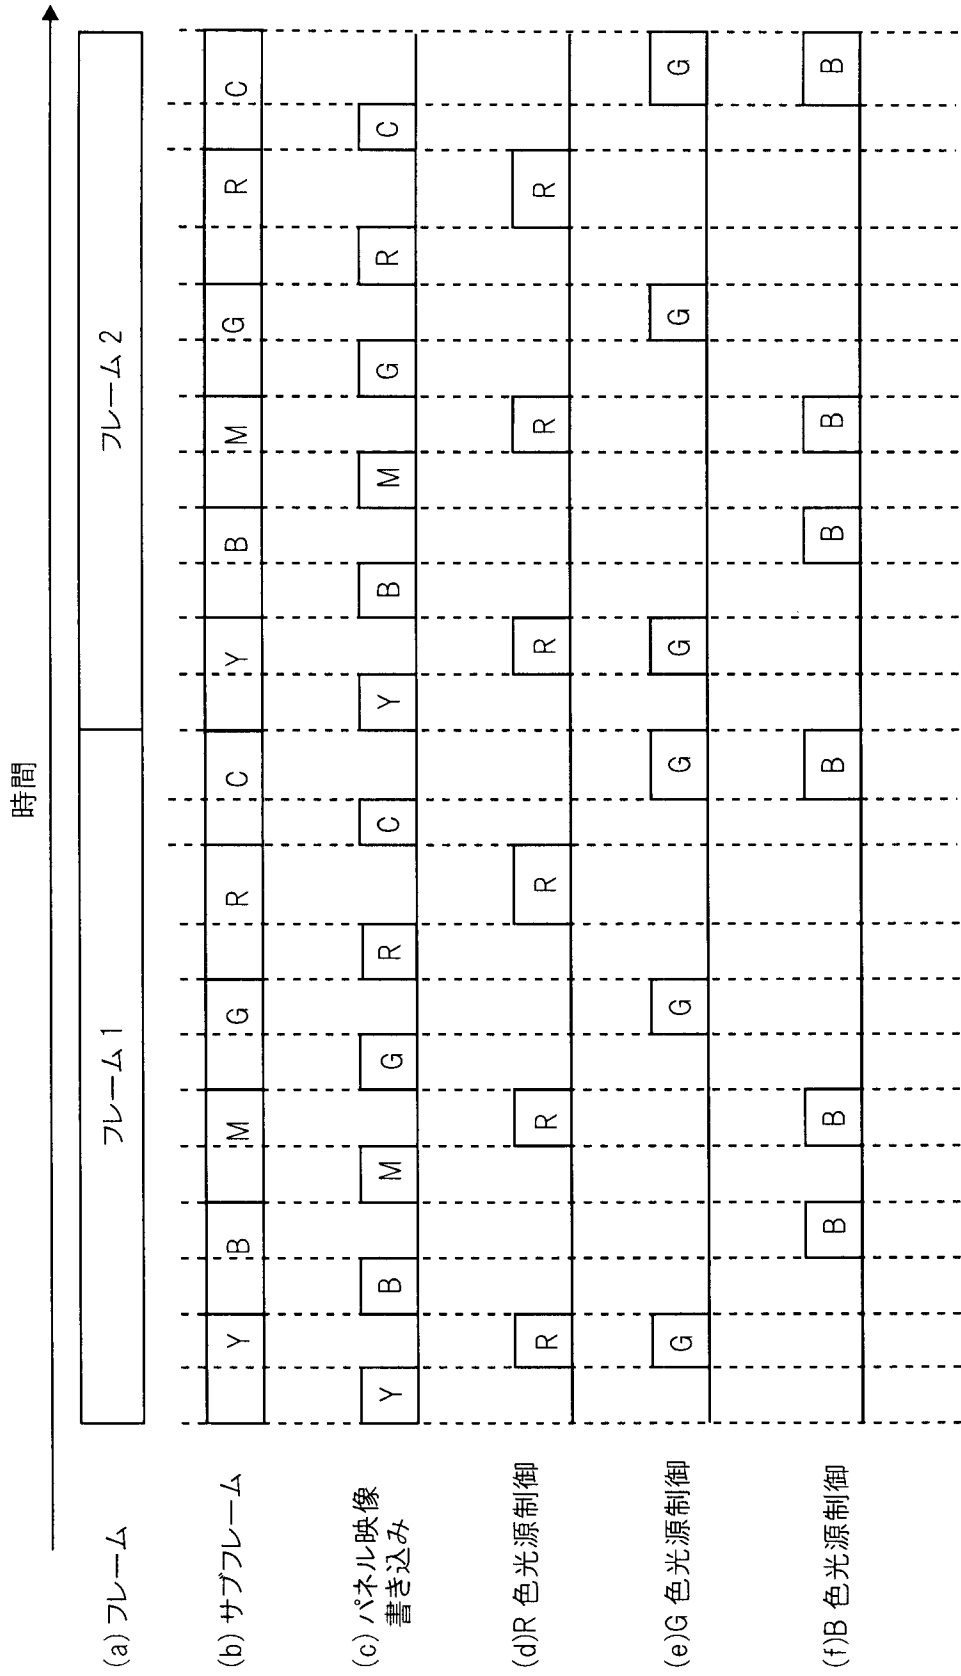 時間
(a) フレーム
フレーム 1
フレーム 2
(b) サブフレーム
Y B M G R C Y B M G R C
(c) パネル映像
書き込み
Y B M G R C Y B M G R C
(d)R 色光源制御
R R R R R R
(e)G 色光源制御
G G G G G G
(f)B 色光源制御
B B B B B B